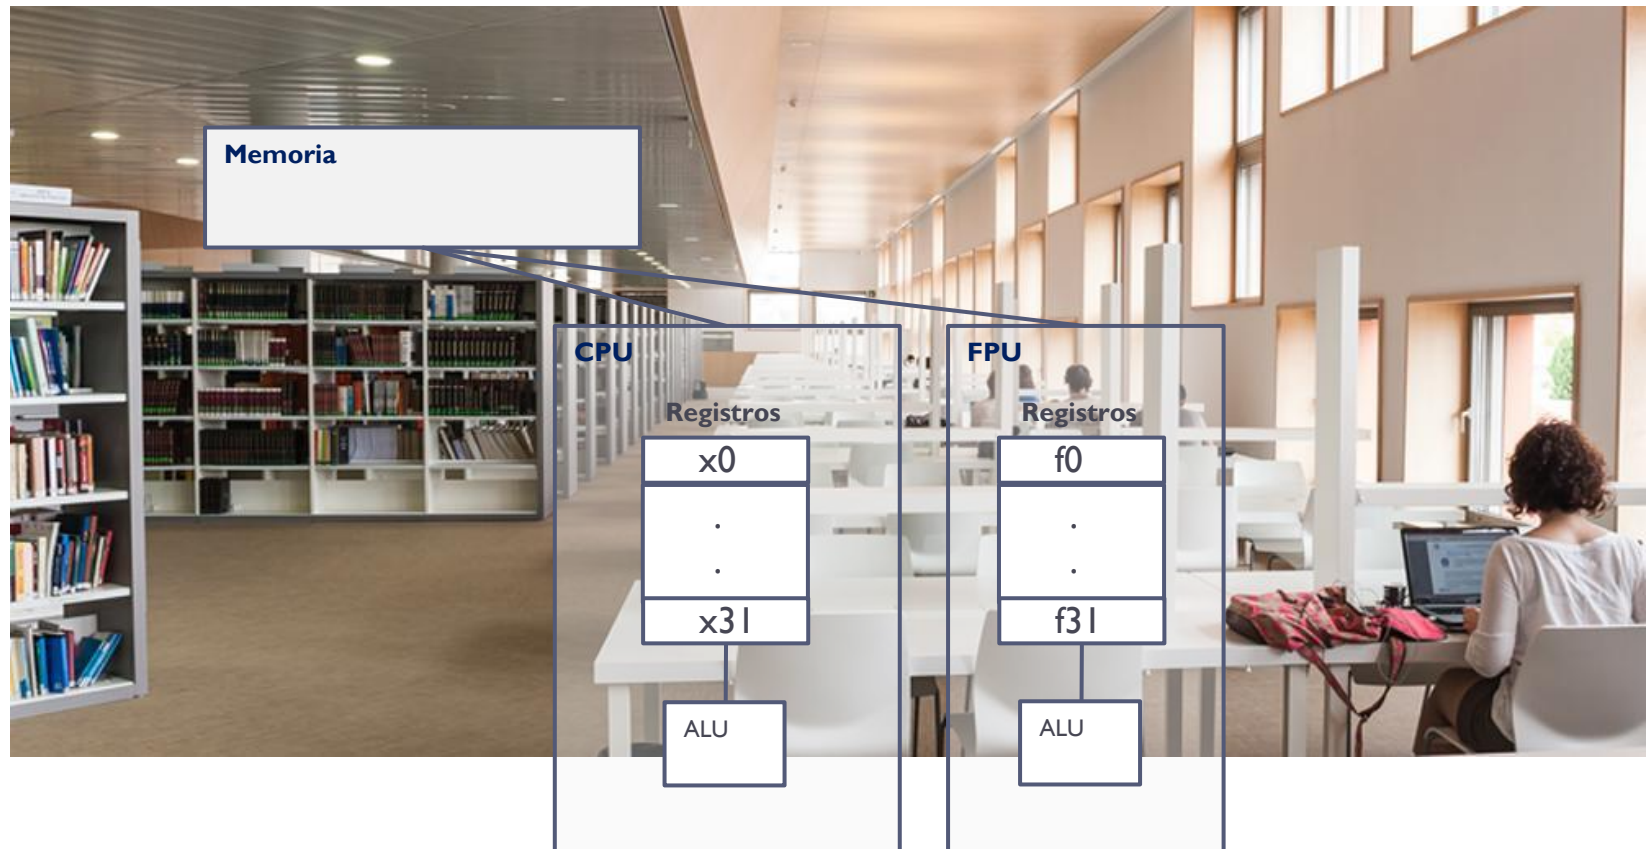 Memoria
CPU
Registros
x0
.
.
x31
ALU
FPU
Registros
f0
.
.
f31
ALU